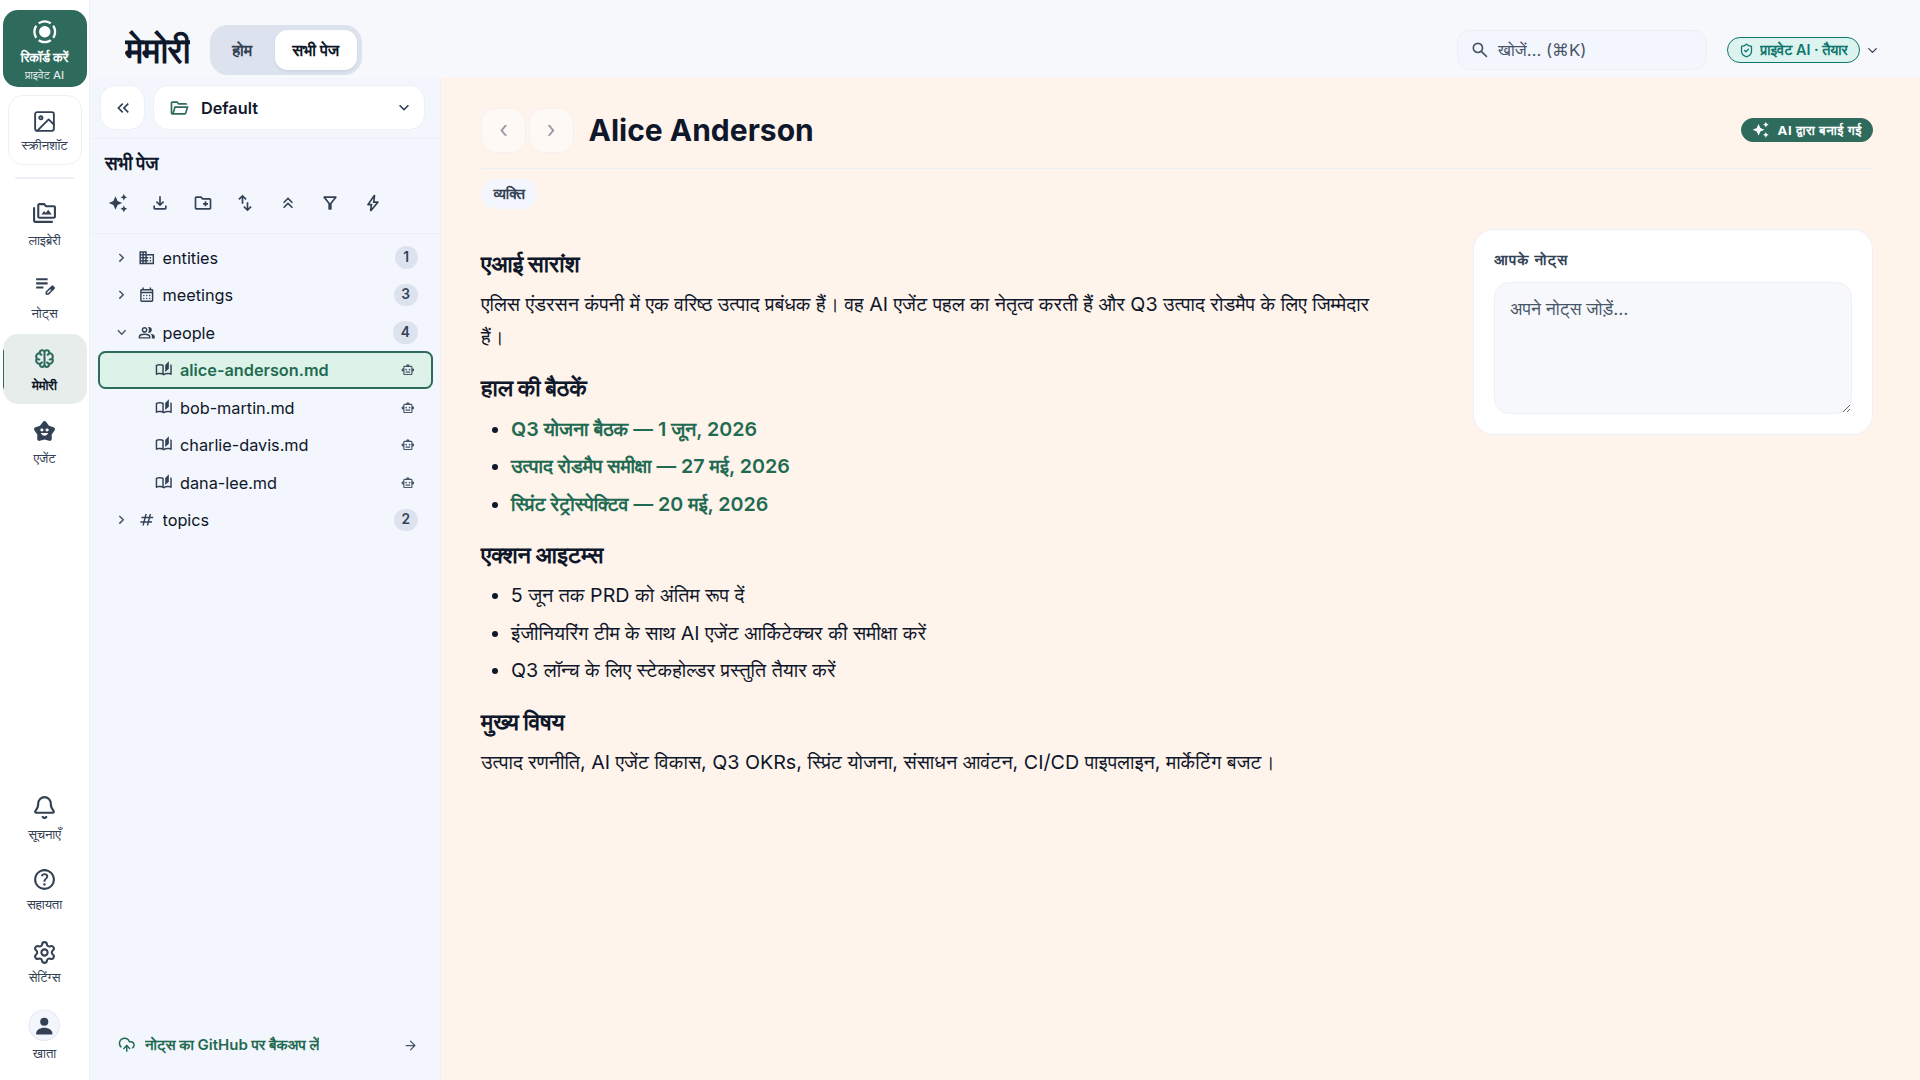 रिकॉर्ड करें
प्राइवेट AI
स्क्रीनशॉट
लाइब्रेरी
नोट्स
मेमोरी
एजेंट
सूचनाएँ
सहायता
सेटिंग्स
खाता
मेमोरी
होम
सभी पेज
खोजें... (⌘K)
प्राइवेट AI · तैयार
Default
सभी पेज
entities 1
meetings 3
people 4
alice-anderson.md
bob-martin.md
charlie-davis.md
dana-lee.md
topics 2
नोट्स का GitHub पर बैकअप लें
Alice Anderson
AI द्वारा बनाई गई
व्यक्ति
एआई सारांश
एलिस एंडरसन कंपनी में एक वरिष्ठ उत्पाद प्रबंधक हैं। वह AI एजेंट पहल का नेतृत्व करती हैं और Q3 उत्पाद रोडमैप के लिए जिम्मेदार
हैं।
हाल की बैठकें
Q3 योजना बैठक — 1 जून, 2026
उत्पाद रोडमैप समीक्षा — 27 मई, 2026
स्प्रिंट रेट्रोस्पेक्टिव — 20 मई, 2026
एक्शन आइटम्स
5 जून तक PRD को अंतिम रूप दें
इंजीनियरिंग टीम के साथ AI एजेंट आर्किटेक्चर की समीक्षा करें
Q3 लॉन्च के लिए स्टेकहोल्डर प्रस्तुति तैयार करें
मुख्य विषय
उत्पाद रणनीति, AI एजेंट विकास, Q3 OKRs, स्प्रिंट योजना, संसाधन आवंटन, CI/CD पाइपलाइन, मार्केटिंग बजट।
आपके नोट्स
अपने नोट्स जोड़ें...